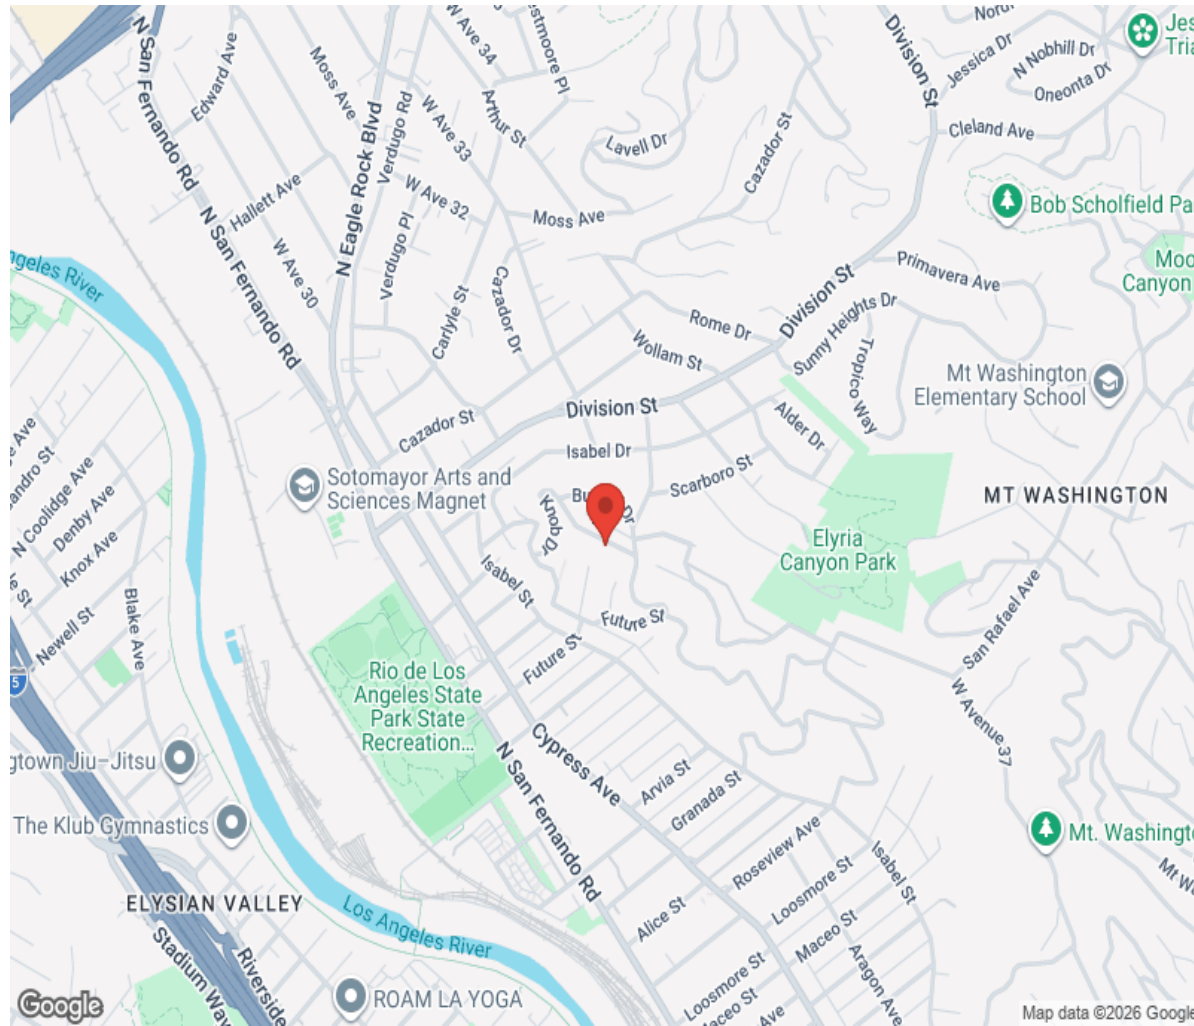 N San Fernando Rd
Edward Ave
Moss Ave
N Eagle Rock Blvd
Verdugo Rd
W Ave 34
W Ave 33
Arthur St
Lavell Dr
Cazador St
Division St
Jessica Dr
N Nobhill Dr
Oneonta Dr
Cleland Ave
Bob Scholfield Pa
Hallett Ave
N San Fernando Rd
W Ave 32
Moss Ave
W Ave 30
Verdugo Pl
Carlyle St
Cazador Dr
Primavera Ave
Canyon
Division St
Rome Dr
Sunny Heights Dr
Wollam St
Tropico Way
Mt Washington
Elementary School
Division St
Cazador St
Alder Dr
Isabel Dr
Sotomayor Arts and
Sciences Magnet
Scarboro St
MT WASHINGTON
Knob Dr
Dr
Elyria
Canyon Park
N Coolidge Ave
Denby Ave
Knox Ave
Newell St
Blake Ave
Isabel St
Future St
Future St
San Rafael Ave
W Avenue 37
5
Rio de Los
Angeles State
Park State
Recreation...
Cypress Ave
N San Fernando Rd
Arvia St
Granada St
Jiu-Jitsu
The Klub Gymnastics
Roseview Ave
Isabel St
Loosmore St
Maceo St
Alice St
Aragon Ave
Loosmore St
ELYSIAN VALLEY
Los Angeles River
Stadium Way
Riverside
ROAM LA YOGA
Google
Map data ©2026 Google